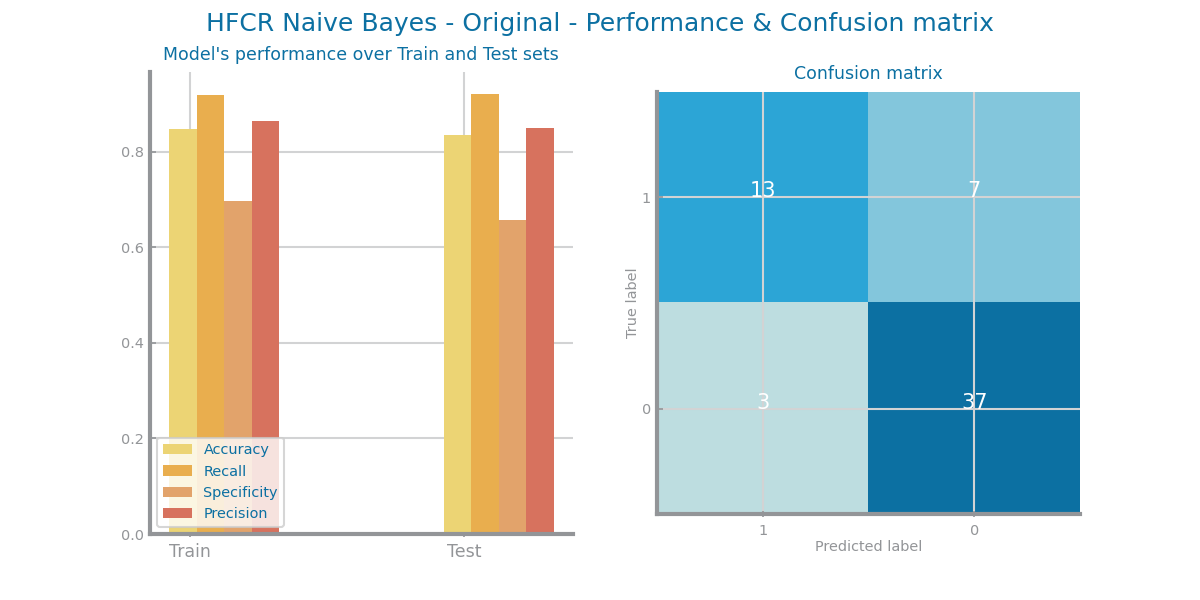 HFCR Naive Bayes - Original - Performance & Confusion matrix
Model's performance over Train and Test sets
0.8
0.6
0.4
0.2
0.0
Accuracy
Recall
Specificity
Precision
Train
Test
Confusion matrix
True label
1
0
13
7
3
37
1
0
Predicted label